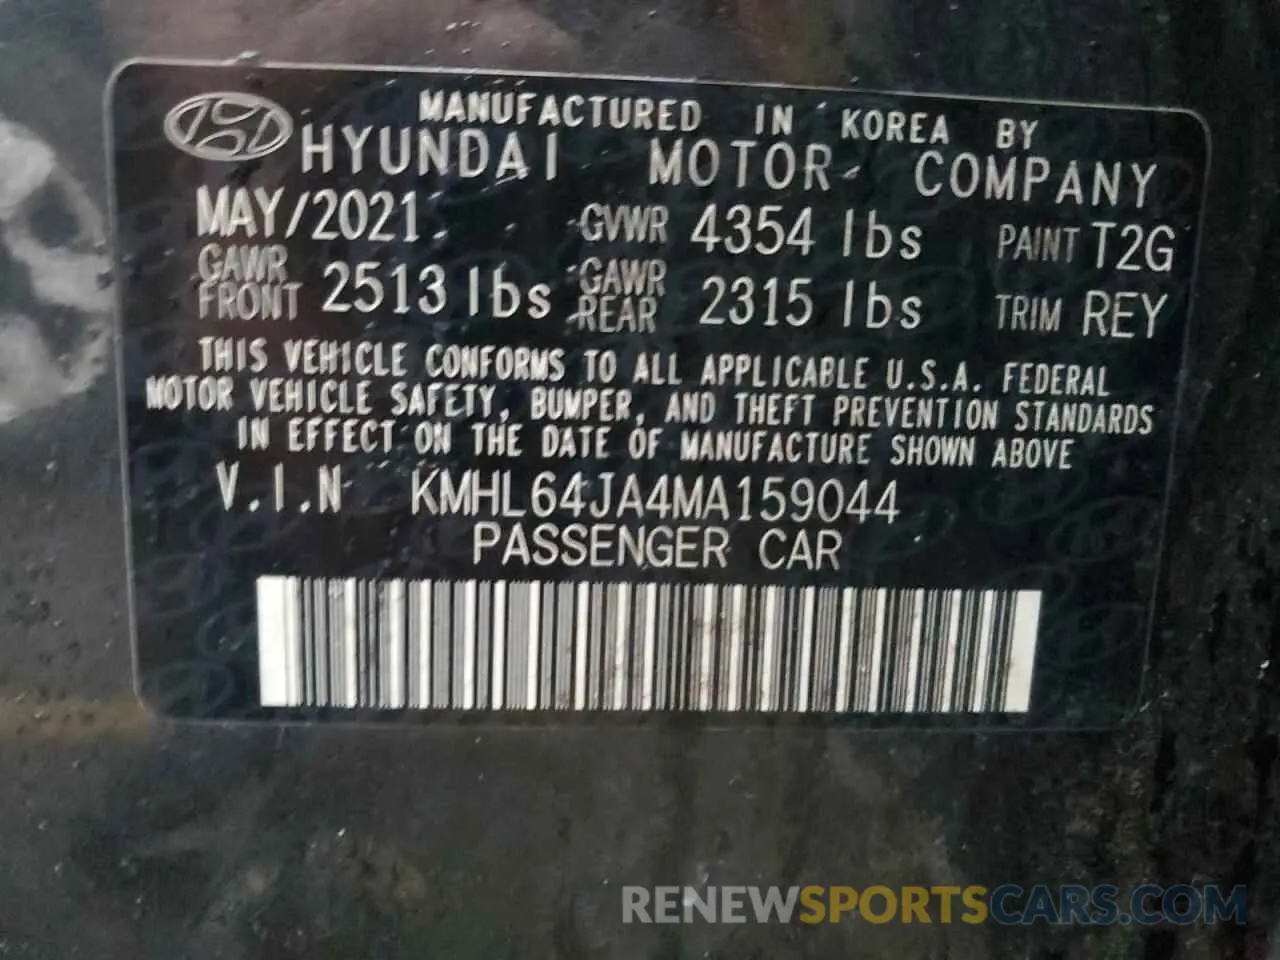 MANUFACTURED IN KOREA BY
HYUNDAI MOTOR COMPANY
MAY/2021 GVWR 4354 lbs PAINT T2G
GAWR FRONT 2513 lbs GAWR REAR 2315 lbs TRIM REY
THIS VEHICLE CONFORMS TO ALL APPLICABLE U.S.A. FEDERAL
MOTOR VEHICLE SAFETY, BUMPER, AND THEFT PREVENTION STANDARDS
IN EFFECT ON THE DATE OF MANUFACTURE SHOWN ABOVE
V.I.N KMHL64JA4MA159044
PASSENGER CAR
RENEWSPORTSCARS.COM